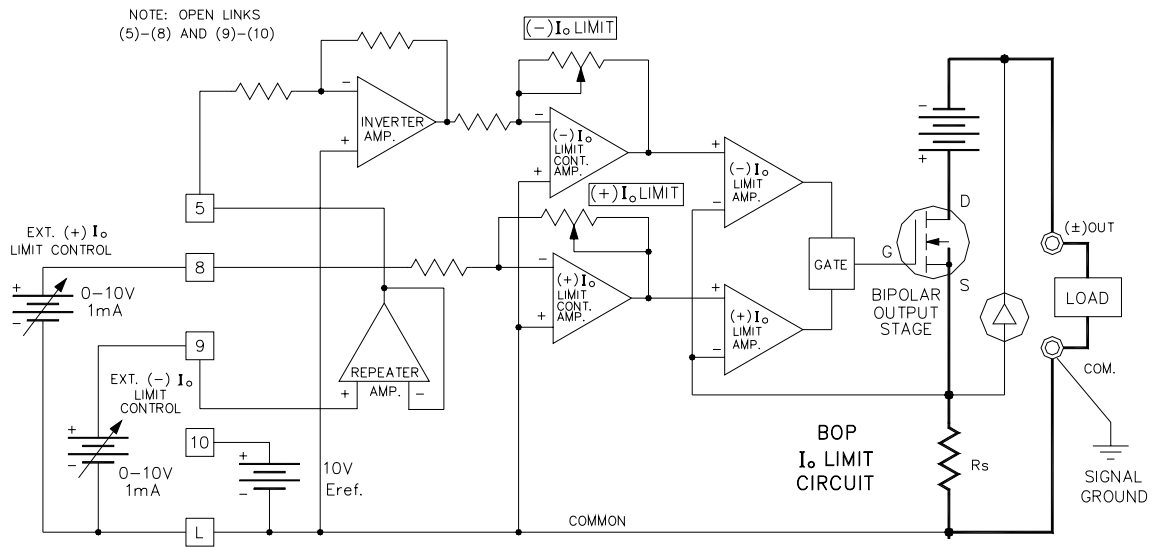 NOTE: OPEN LINKS
(5)–(8) AND (9)–(10)
(–)Io LIMIT
–
+
INVERTER
AMP.
–
+
(–)Io
LIMIT
CONT.
AMP.
+
–
(–)Io
LIMIT
AMP.
(+)Io LIMIT
–
+
D
(±)OUT
5
EXT. (+) Io
LIMIT CONTROL
+
–
0–10V
1mA
8
–
+
(+)Io
LIMIT
CONT.
AMP.
GATE
G
S
BIPOLAR
OUTPUT
STAGE
LOAD
+
–
(+)Io
LIMIT
AMP.
9
REPEATER
AMP.
+
–
COM.
EXT. (–) Io
LIMIT
CONTROL
+
–
0–10V
1mA
10
+
–
10V
Eref.
BOP
Io LIMIT
CIRCUIT
Rs
SIGNAL
GROUND
L
COMMON